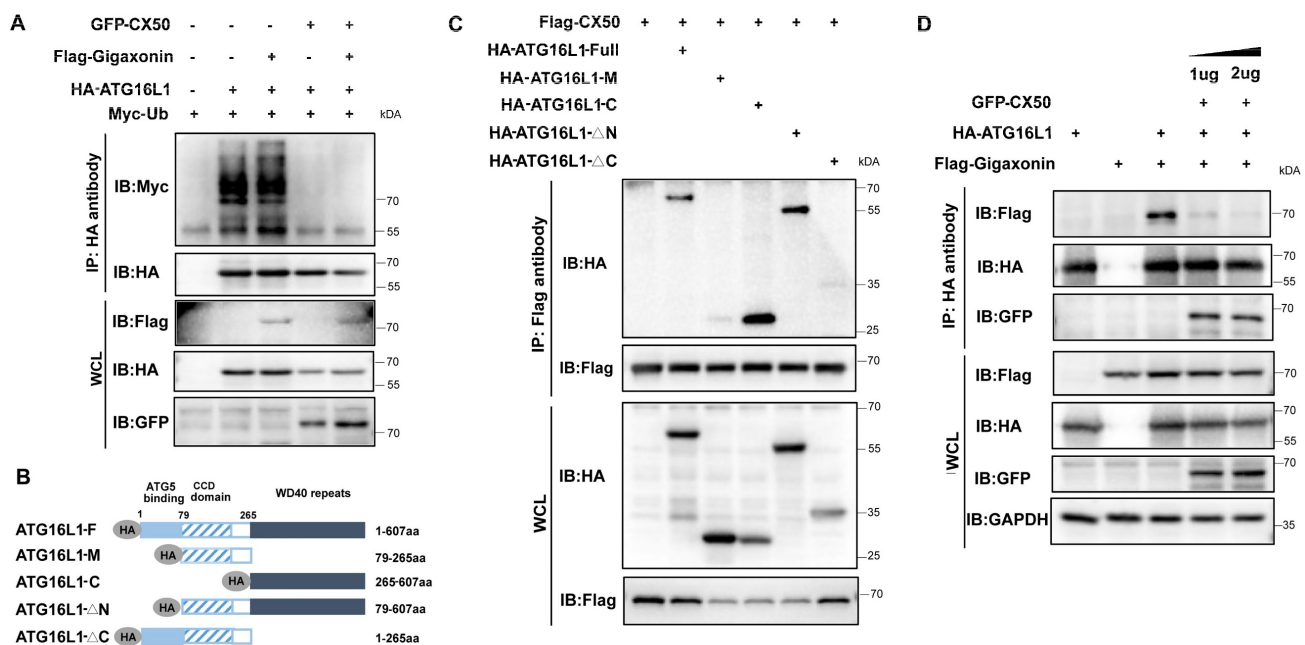 A
GFP-CX50 - - - + +
Flag-Gigaxonin - - + - +
HA-ATG16L1 - + + + +
Myc-Ub + + + + + kDA
IP: HA antibody
IB:Myc
70
55
IB:HA
70
55
WCL
IB:Flag
70
IB:HA
70
55
IB:GFP
70
B
ATG5 binding
CCD domain
WD40 repeats
1 79 265
ATG16L1-F HA 1-607aa
ATG16L1-M HA 79-265aa
ATG16L1-C HA 265-607aa
ATG16L1-△N HA 79-607aa
ATG16L1-△C HA 1-265aa
C
Flag-CX50 + + + + + +
HA-ATG16L1-Full +
HA-ATG16L1-M +
HA-ATG16L1-C +
HA-ATG16L1-△N +
HA-ATG16L1-△C + kDA
IP: Flag antibody
IB:HA
70
55
35
25
IB:Flag
70
WCL
IB:HA
70
55
35
25
IB:Flag
70
D
1ug 2ug
GFP-CX50 + +
HA-ATG16L1 + + + +
Flag-Gigaxonin + + + + kDA
IP: HA antibody
IB:Flag
70
IB:HA
70
55
IB:GFP
70
WCL
IB:Flag
70
IB:HA
70
55
IB:GFP
70
IB:GAPDH
35